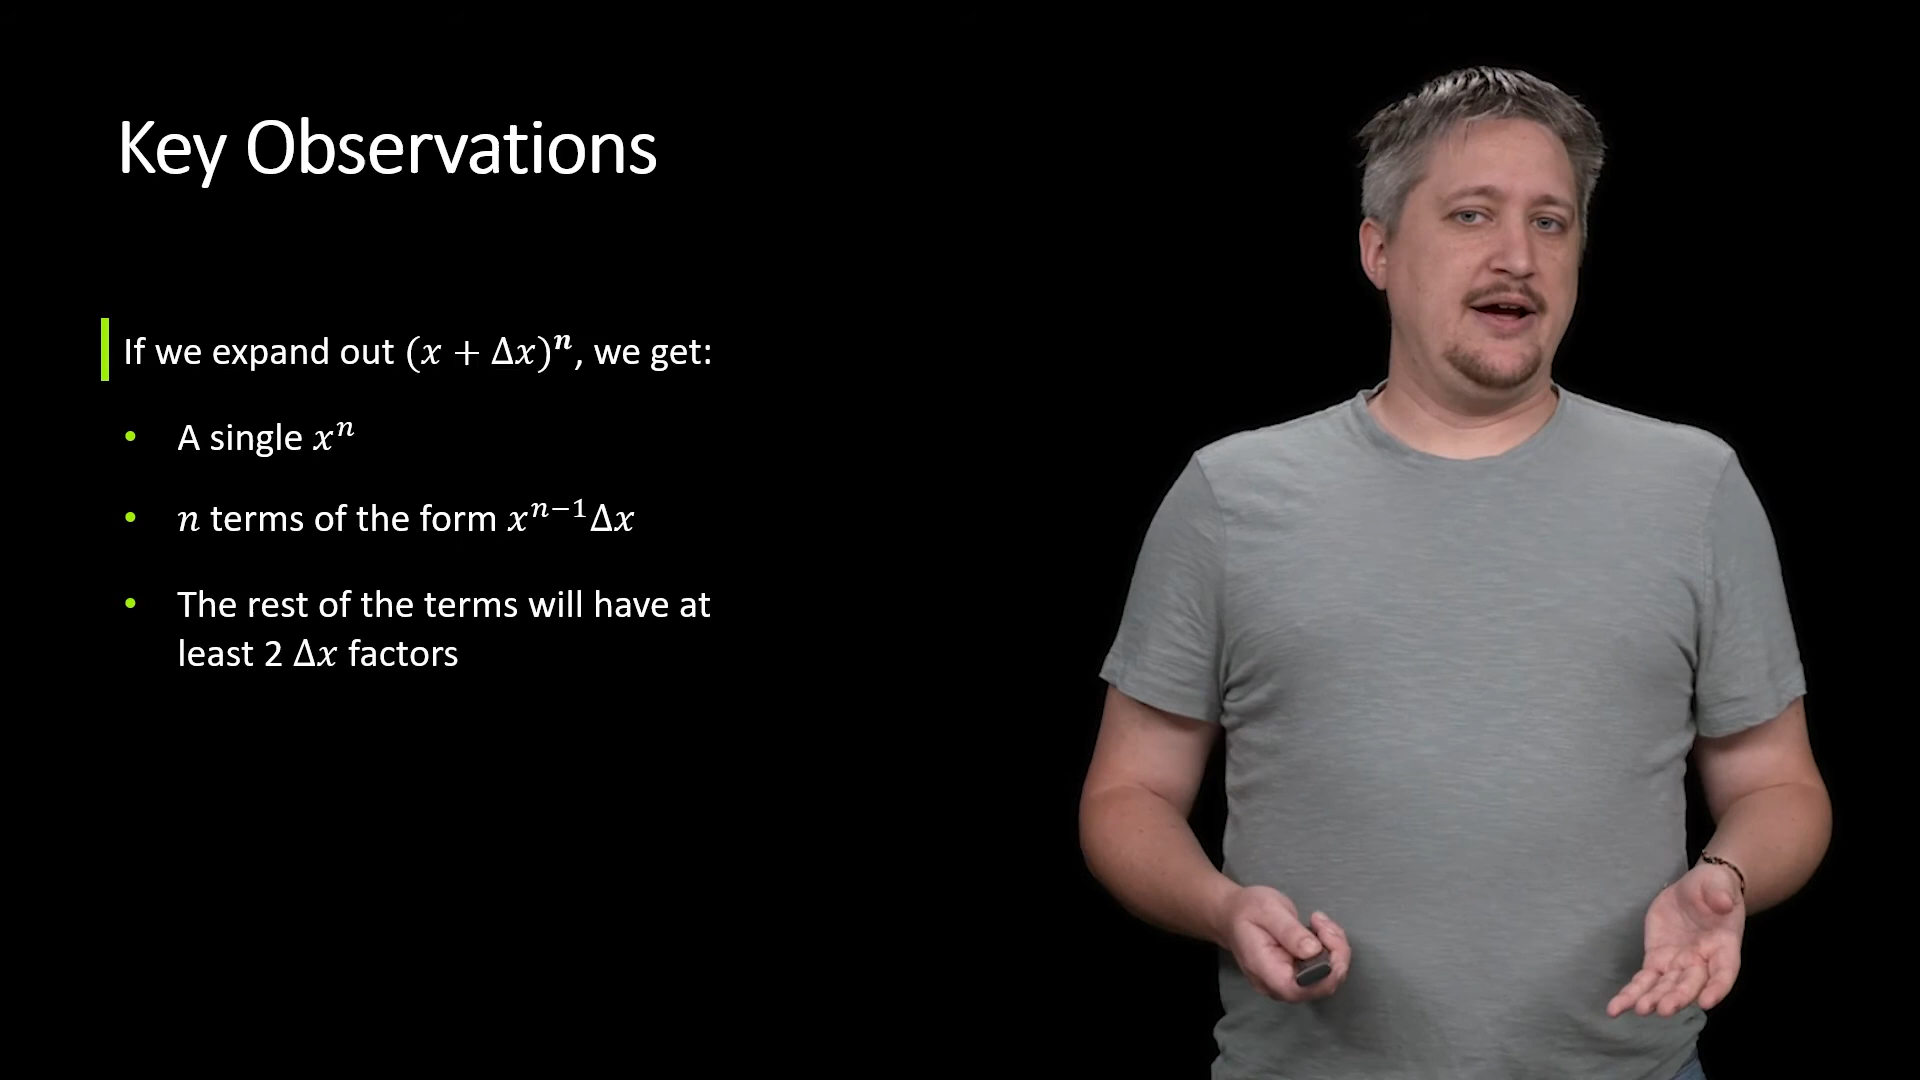 Key Observations
If we expand out (x + Δx)ⁿ, we get:
• A single xⁿ
• n terms of the form xⁿ⁻¹Δx
• The rest of the terms will have at
least 2 Δx factors